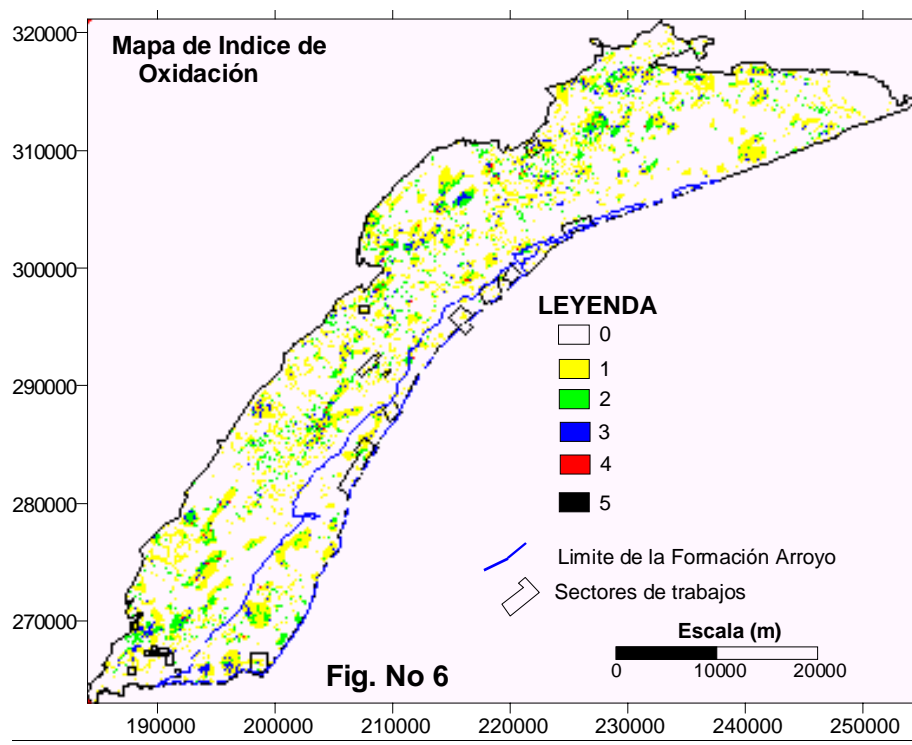 Mapa de Indice de
Oxidación
320000
310000
300000
290000
280000
270000
LEYENDA
0
1
2
3
4
5
Limite de la Formación Arroyo
Sectores de trabajos
Escala (m)
0 10000 20000
Fig. No 6
190000 200000 210000 220000 230000 240000 250000